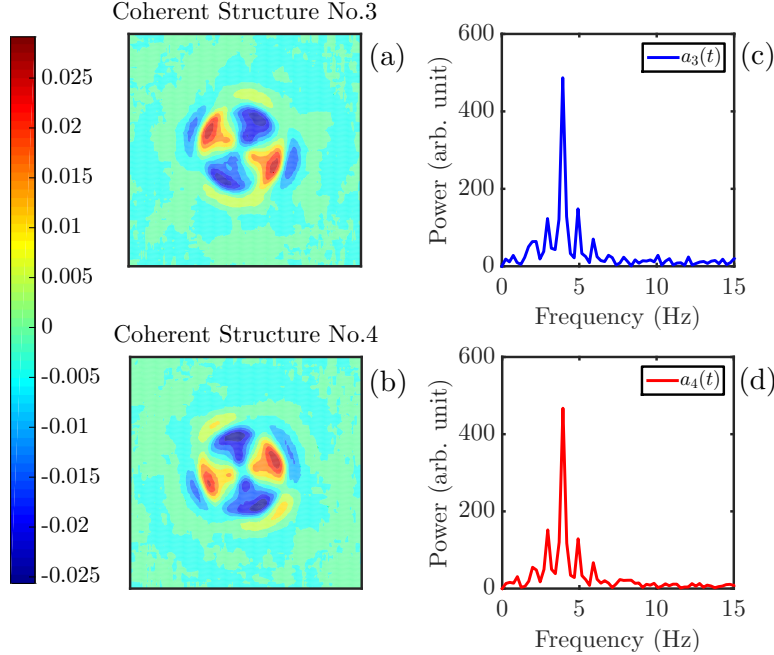 Coherent Structure No.3
(a)
0.025
0.02
0.015
0.01
0.005
0
-0.005
-0.01
-0.015
-0.02
-0.025
Coherent Structure No.4
(b)
(c)
a₃(t)
600
400
200
0
0 5 10 15
Power (arb. unit)
Frequency (Hz)
(d)
a₄(t)
600
400
200
0
0 5 10 15
Power (arb. unit)
Frequency (Hz)